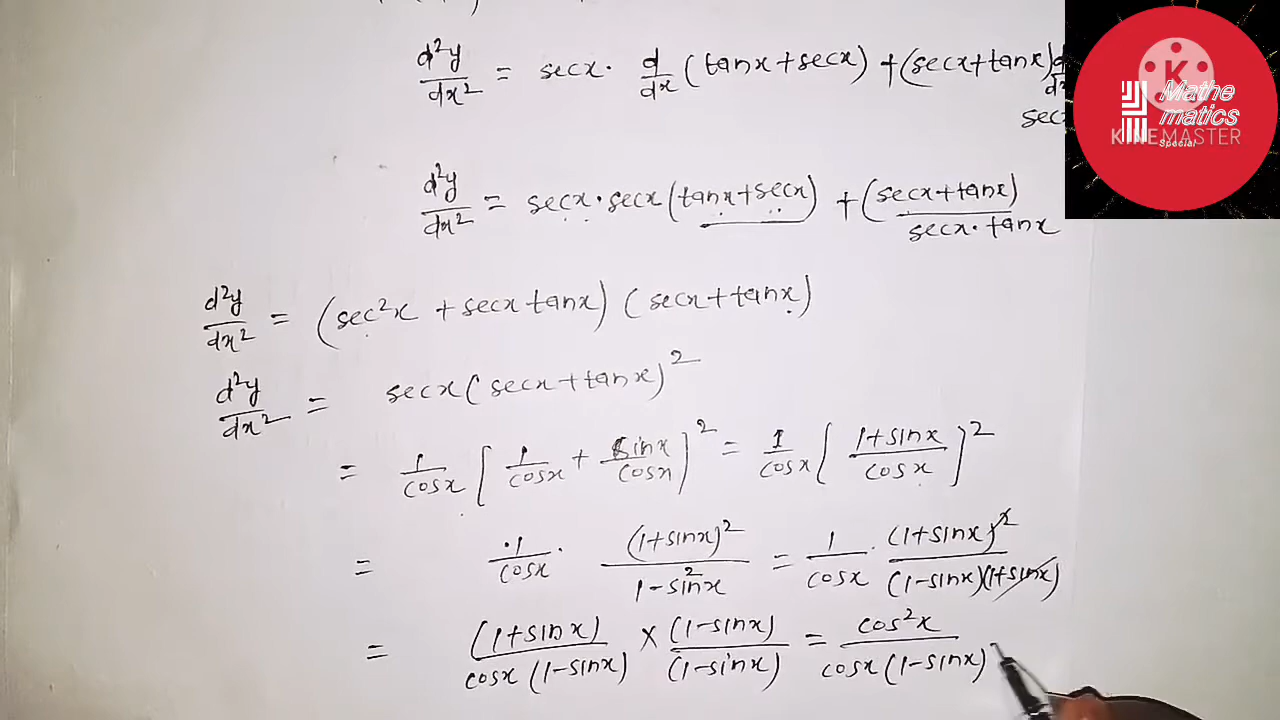 d²y/dx² = secx · d/dx (tanx + secx) + (secx + tanx) d/dx
secx
d²y/dx² = secx · secx (tanx + secx) + (secx + tanx)
secx · tanx
d²y/dx² = (sec²x + secx tanx) (secx + tanx)
d²y/dx² = secx (secx + tanx)²
= 1/cosx [1/cosx + sinx/cosx]² = 1/cosx [(1+sinx)/cosx]²
= 1/cosx · (1+sinx)²/(1-sin²x) = 1/cosx · (1+sinx)²/((1-sinx)(1+sinx))
= (1+sinx)/(cosx (1-sinx)) × (1-sinx)/(1-sinx) = cos²x/(cosx (1-sinx)
K
Mathe
matics
KINEMASTER
Special